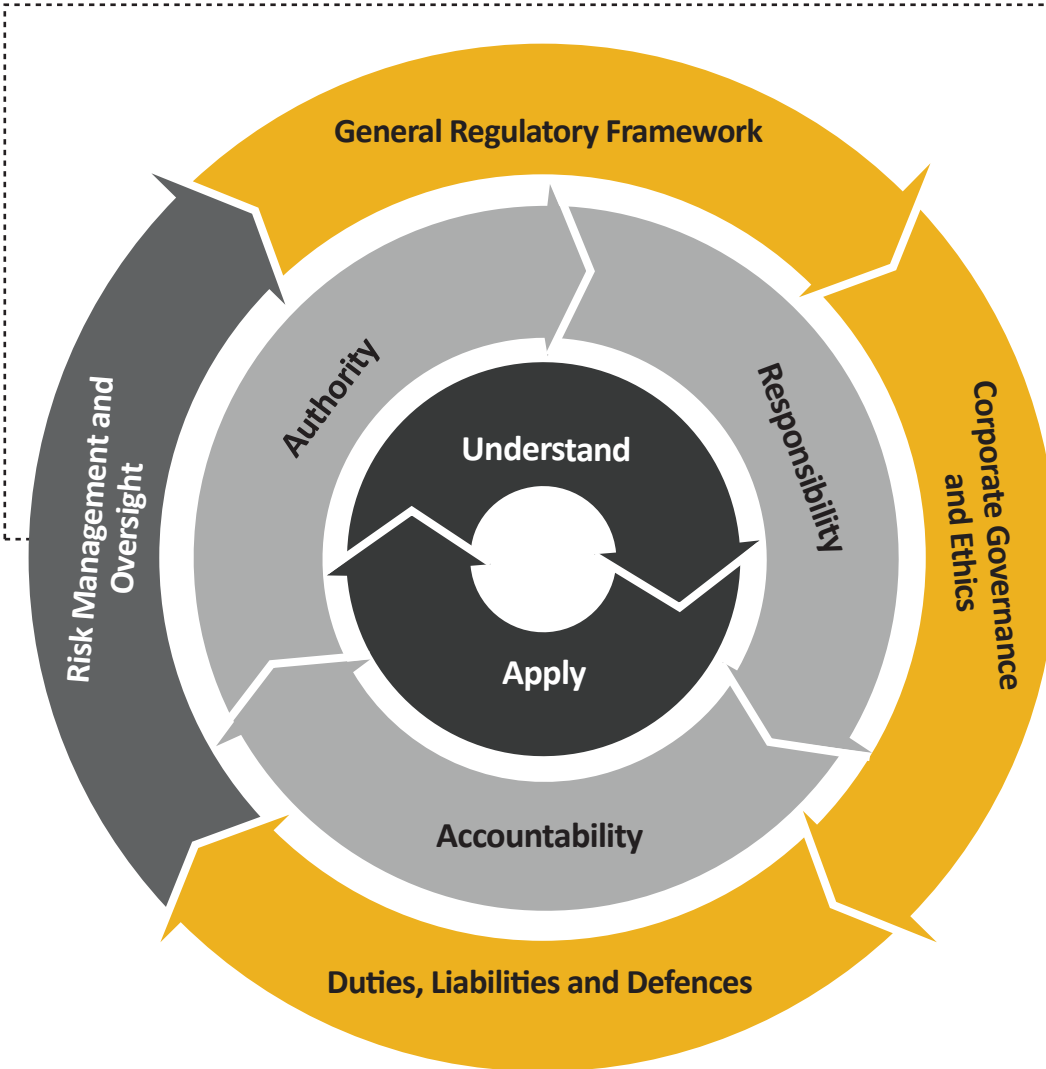 General Regulatory Framework
Authority
Responsibility
Understand
Risk Management and
Oversight
Corporate Governance
and Ethics
Apply
Accountability
Duties, Liabilities and Defences